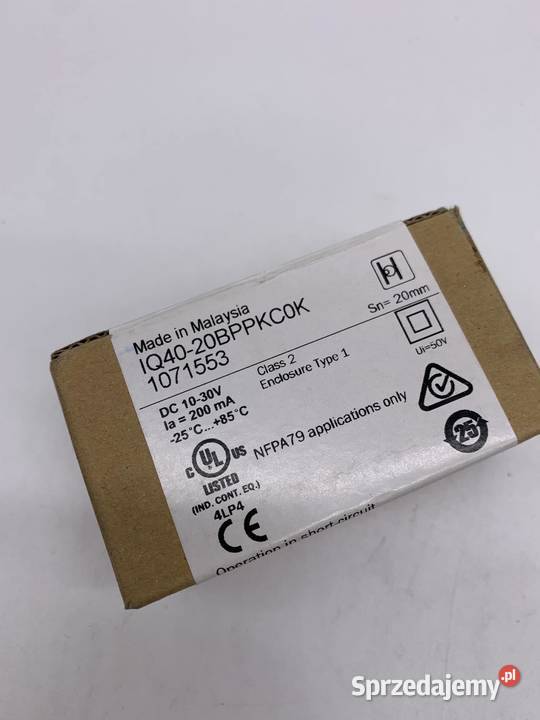 Made in Malaysia
IQ40-20BPPKC0K
1071553
Sn= 20mm
DC 10-30V
Ia = 200 mA
-25°C...+85°C
Class 2
Enclosure Type 1
Ui=50V
C UL US
LISTED
(IND. CONT. EQ.)
4LP4
NFPA79 applications only
25
CE
Operation in short-circuit
Sprzedajemy.pl